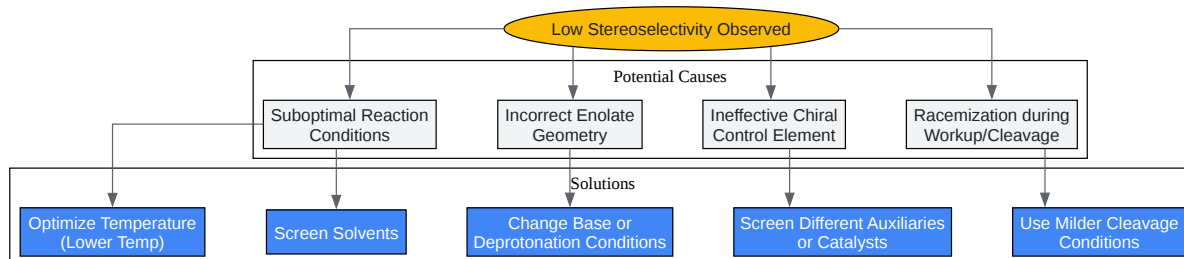 Low Stereoselectivity Observed
Potential Causes
Suboptimal Reaction
Conditions
Incorrect Enolate
Geometry
Ineffective Chiral
Control Element
Racemization during
Workup/Cleavage
Solutions
Optimize Temperature
(Lower Temp)
Screen Solvents
Change Base or
Deprotonation Conditions
Screen Different Auxiliaries
or Catalysts
Use Milder Cleavage
Conditions